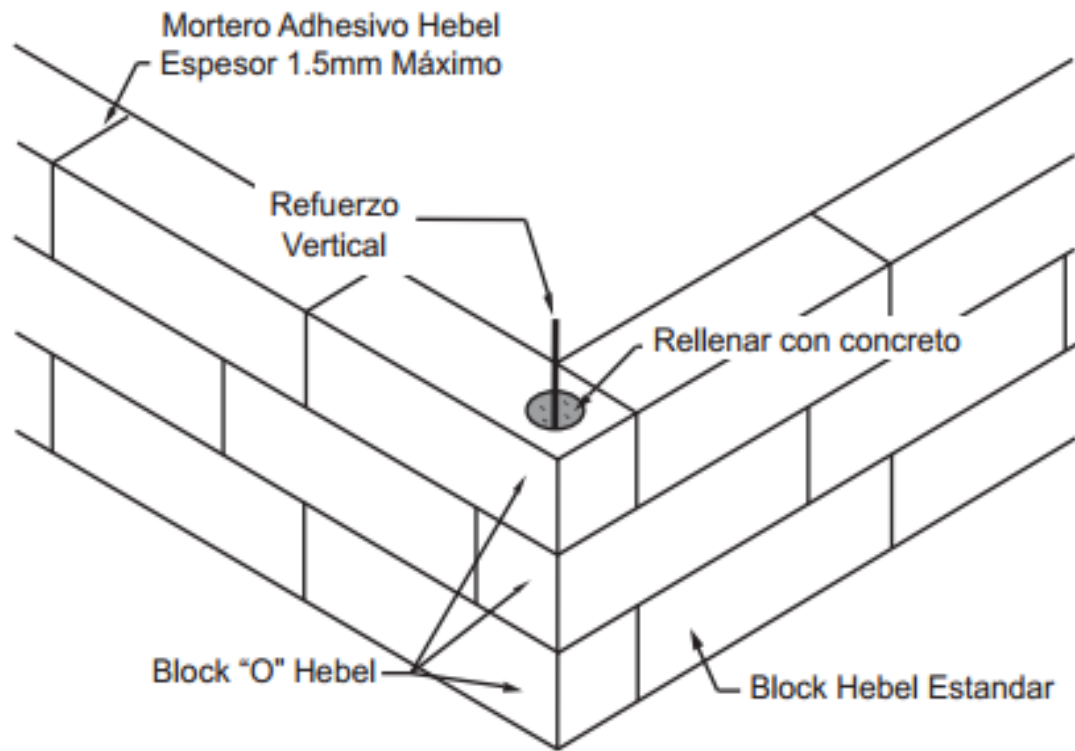 Mortero Adhesivo Hebel
Espesor 1.5mm Máximo
Refuerzo
Vertical
Rellenar con concreto
Block “O" Hebel
Block Hebel Estandar